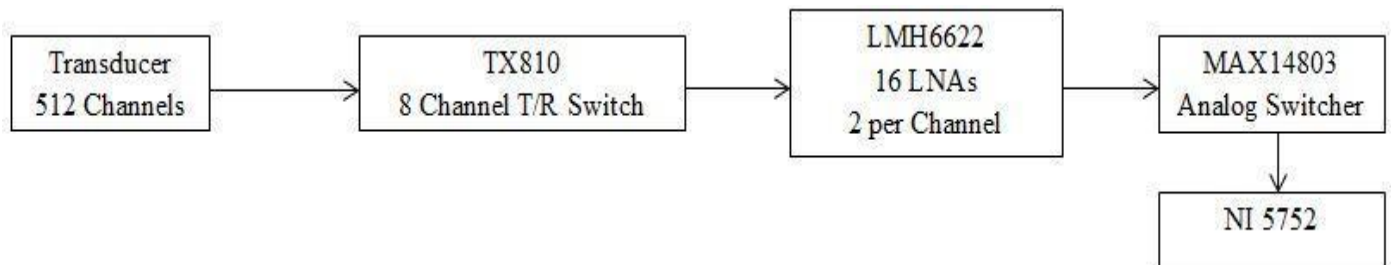 Transducer
512 Channels
TX810
8 Channel T/R Switch
LMH6622
16 LNAs
2 per Channel
MAX14803
Analog Switcher
NI 5752